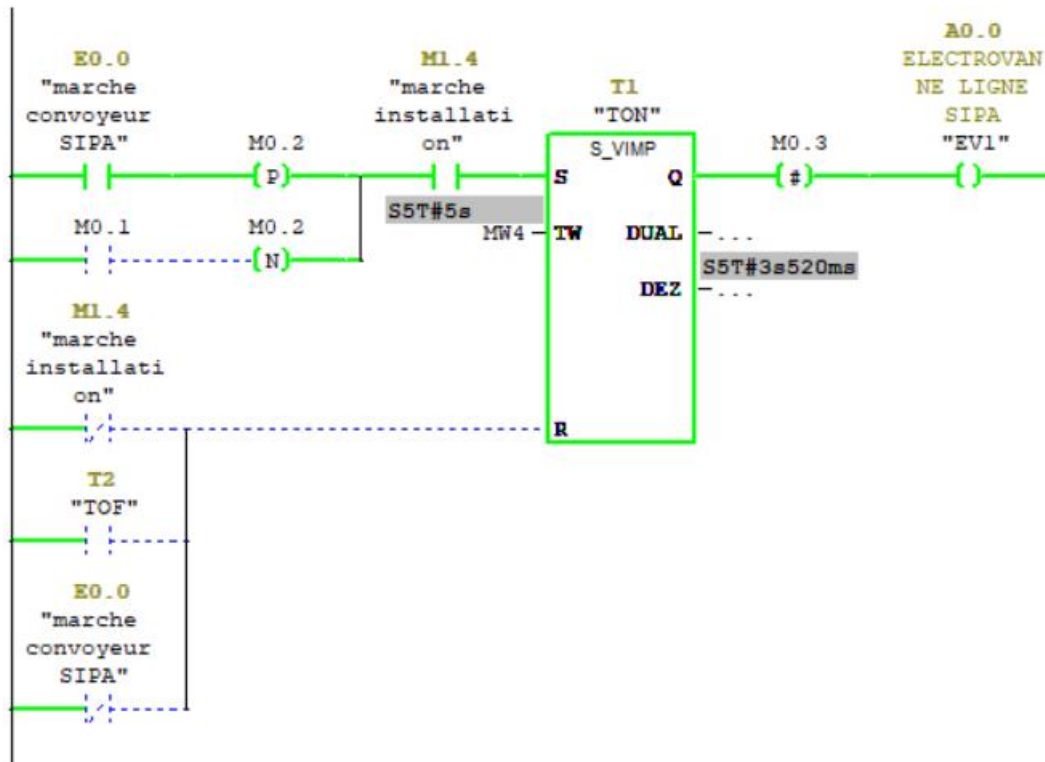 E0.0
"marche
convoyeur
SIPA"
M0.2
P
M1.4
"marche
installati
on"
T1
"TON"
S_VIMP
S
Q
M0.3
#
A0.0
ELECTROVAN
NE LIGNE
SIPA
"EV1"
S5T#5s
M0.1
M0.2
N
MW4
TW
DUAL
...
S5T#3s520ms
DEZ
...
M1.4
"marche
installati
on"
R
T2
"TOF"
E0.0
"marche
convoyeur
SIPA"